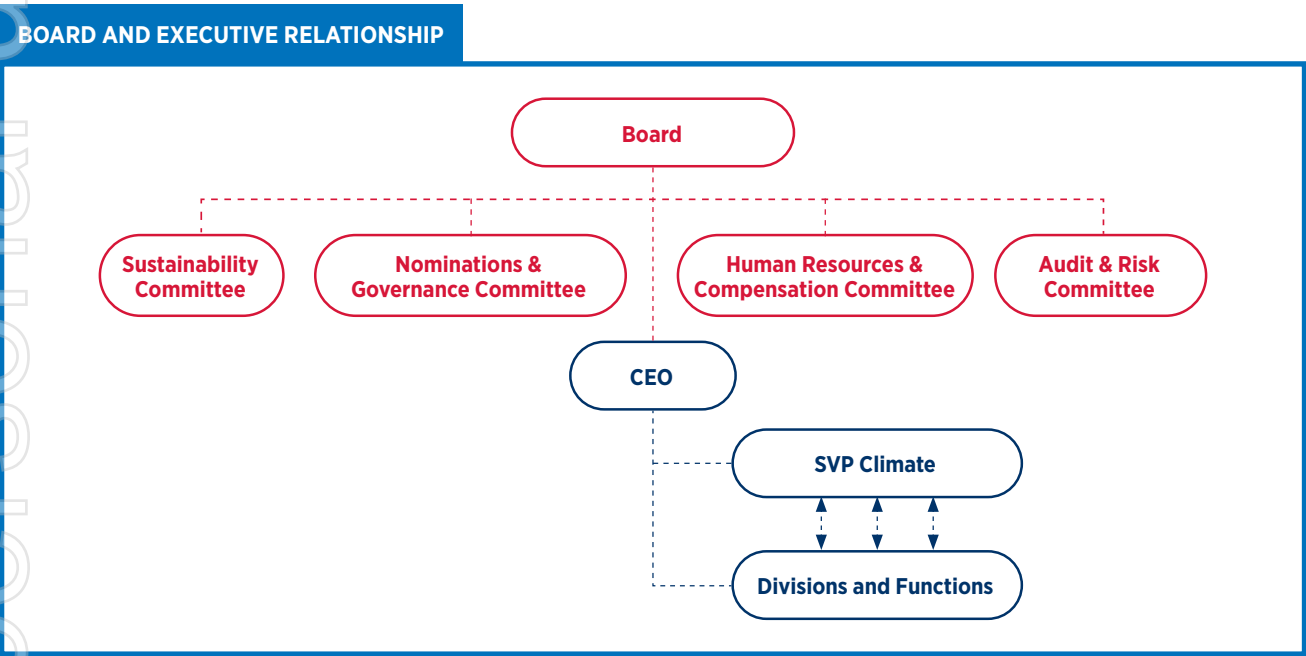 BOARD AND EXECUTIVE RELATIONSHIP
Board
Sustainability
Committee
Nominations &
Governance Committee
Human Resources &
Compensation Committee
Audit & Risk
Committee
CEO
SVP Climate
Divisions and Functions